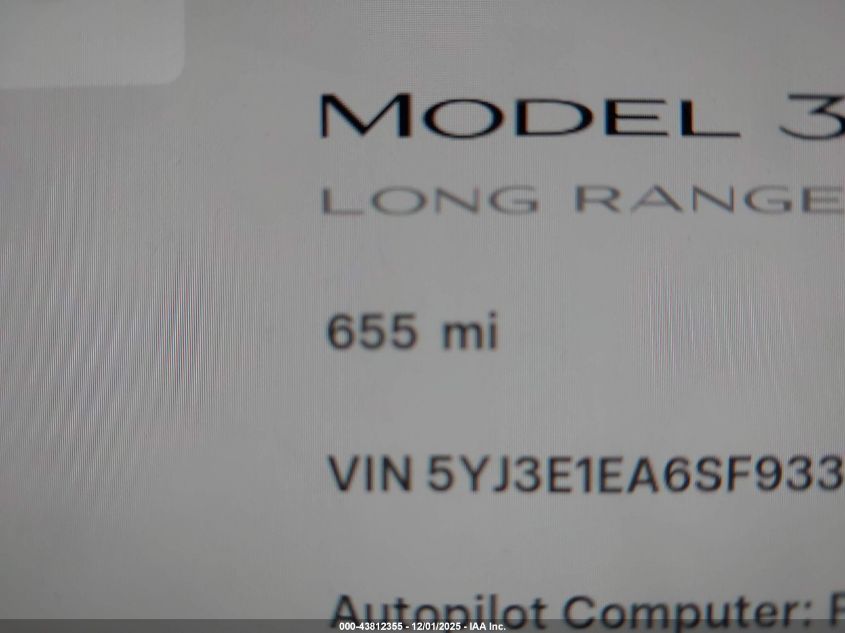 MODEL 3
LONG RANGE
655 mi
VIN 5YJ3E1EA6SF933
Autopilot Computer:
000-43812355 - 12/01/2025 - IAA Inc.